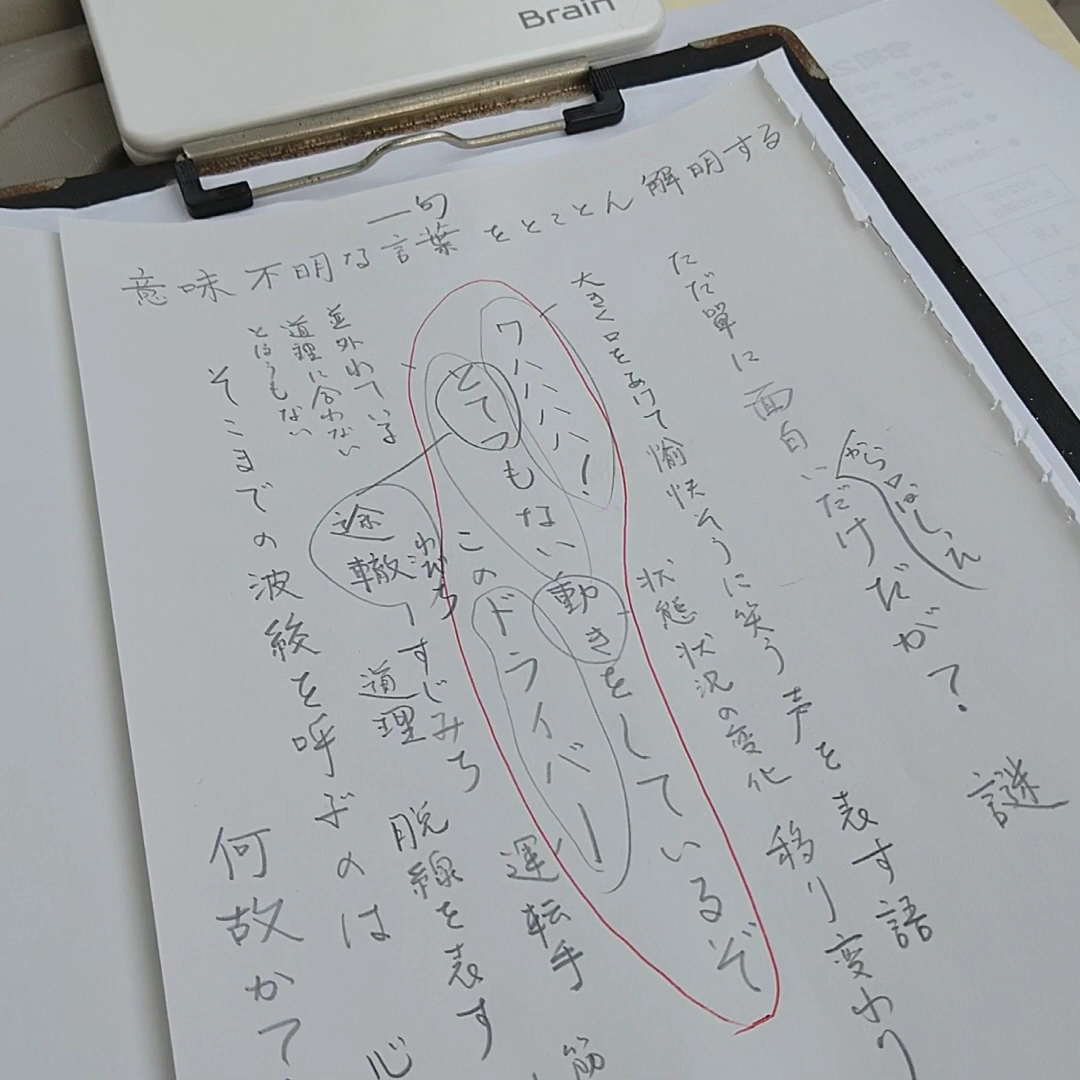 Brain
意味不明な言葉をとことん解明する
一句
ただ単に面白いだけだが？
謎
大きく口をあけて愉快そうに笑う声を表す語
状態状況の変化
移り変わり
ワハハハハ！
とてつもない動きをしているぞ
このドライバー
運転手
筋
並外れている
道理に合わない
とほうもない
途轍
わだち
すじみち
道理
脱線を表す
心
そこまでの波紋を呼ぶのは
何故かて